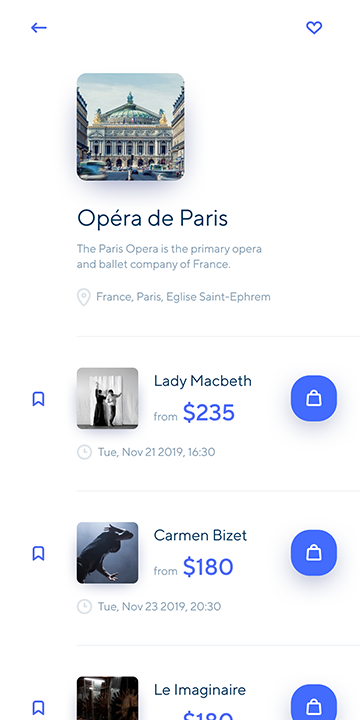 Opéra de Paris
The Paris Opera is the primary opera
and ballet company of France.
France, Paris, Eglise Saint-Ephrem
Lady Macbeth
from $235
Tue, Nov 21 2019, 16:30
Carmen Bizet
from $180
Tue, Nov 23 2019, 20:30
Le Imaginaire
$180